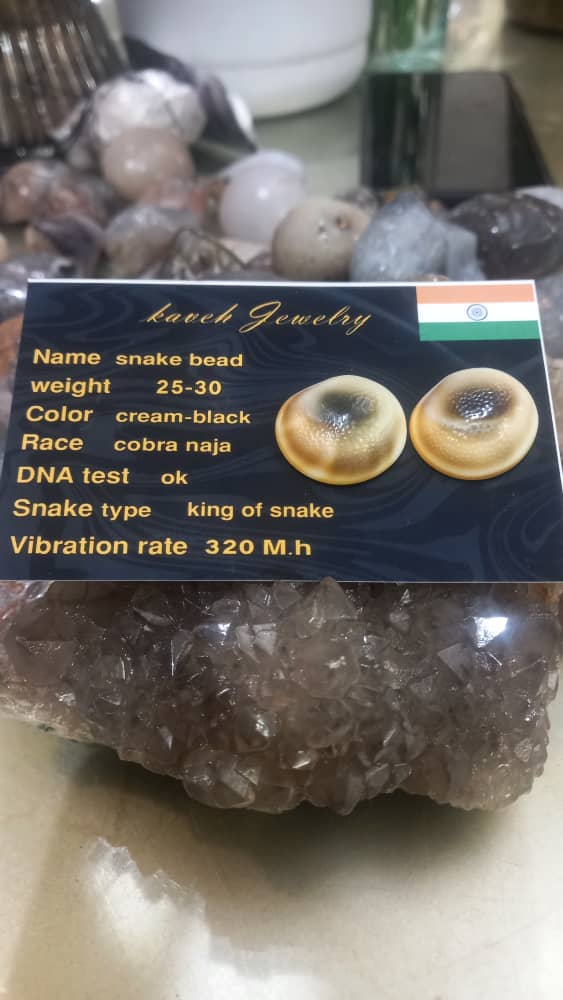 kaveh Jewelry
Name snake bead
weight 25-30
Color cream-black
Race cobra naja
DNA test ok
Snake type king of snake
Vibration rate 320 M.h